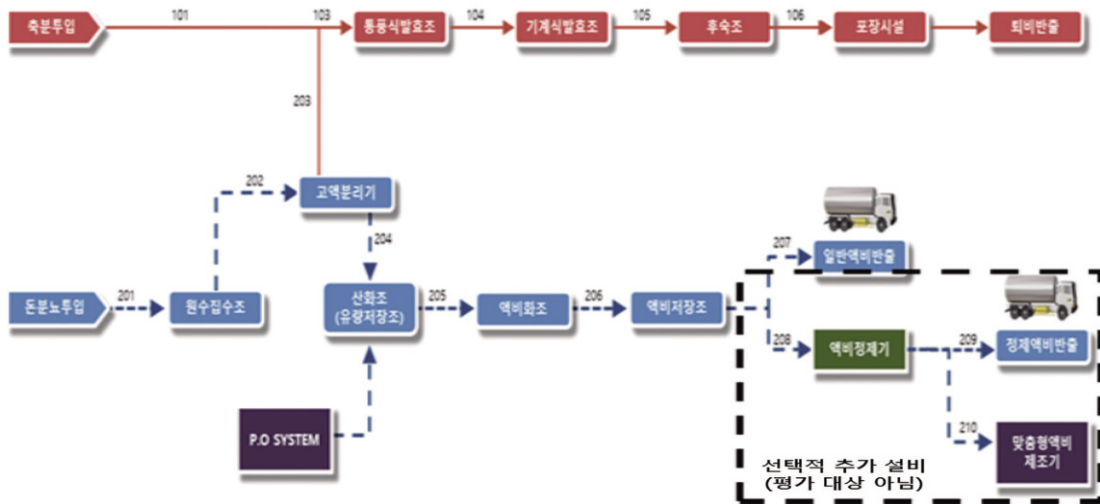 축분투입
101
103
통풍식발효조
104
기계식발효조
105
후숙조
106
포장시설
퇴비반출
203
202
고액분리기
204
207
일반액비반출
돈분뇨투입
201
원수집수조
산화조
(유량저장조)
205
액비화조
206
액비저장조
208
액비정제기
209
정제액비반출
P.O SYSTEM
210
맞춤형액비
제조기
선택적 추가 설비
(평가 대상 아님)